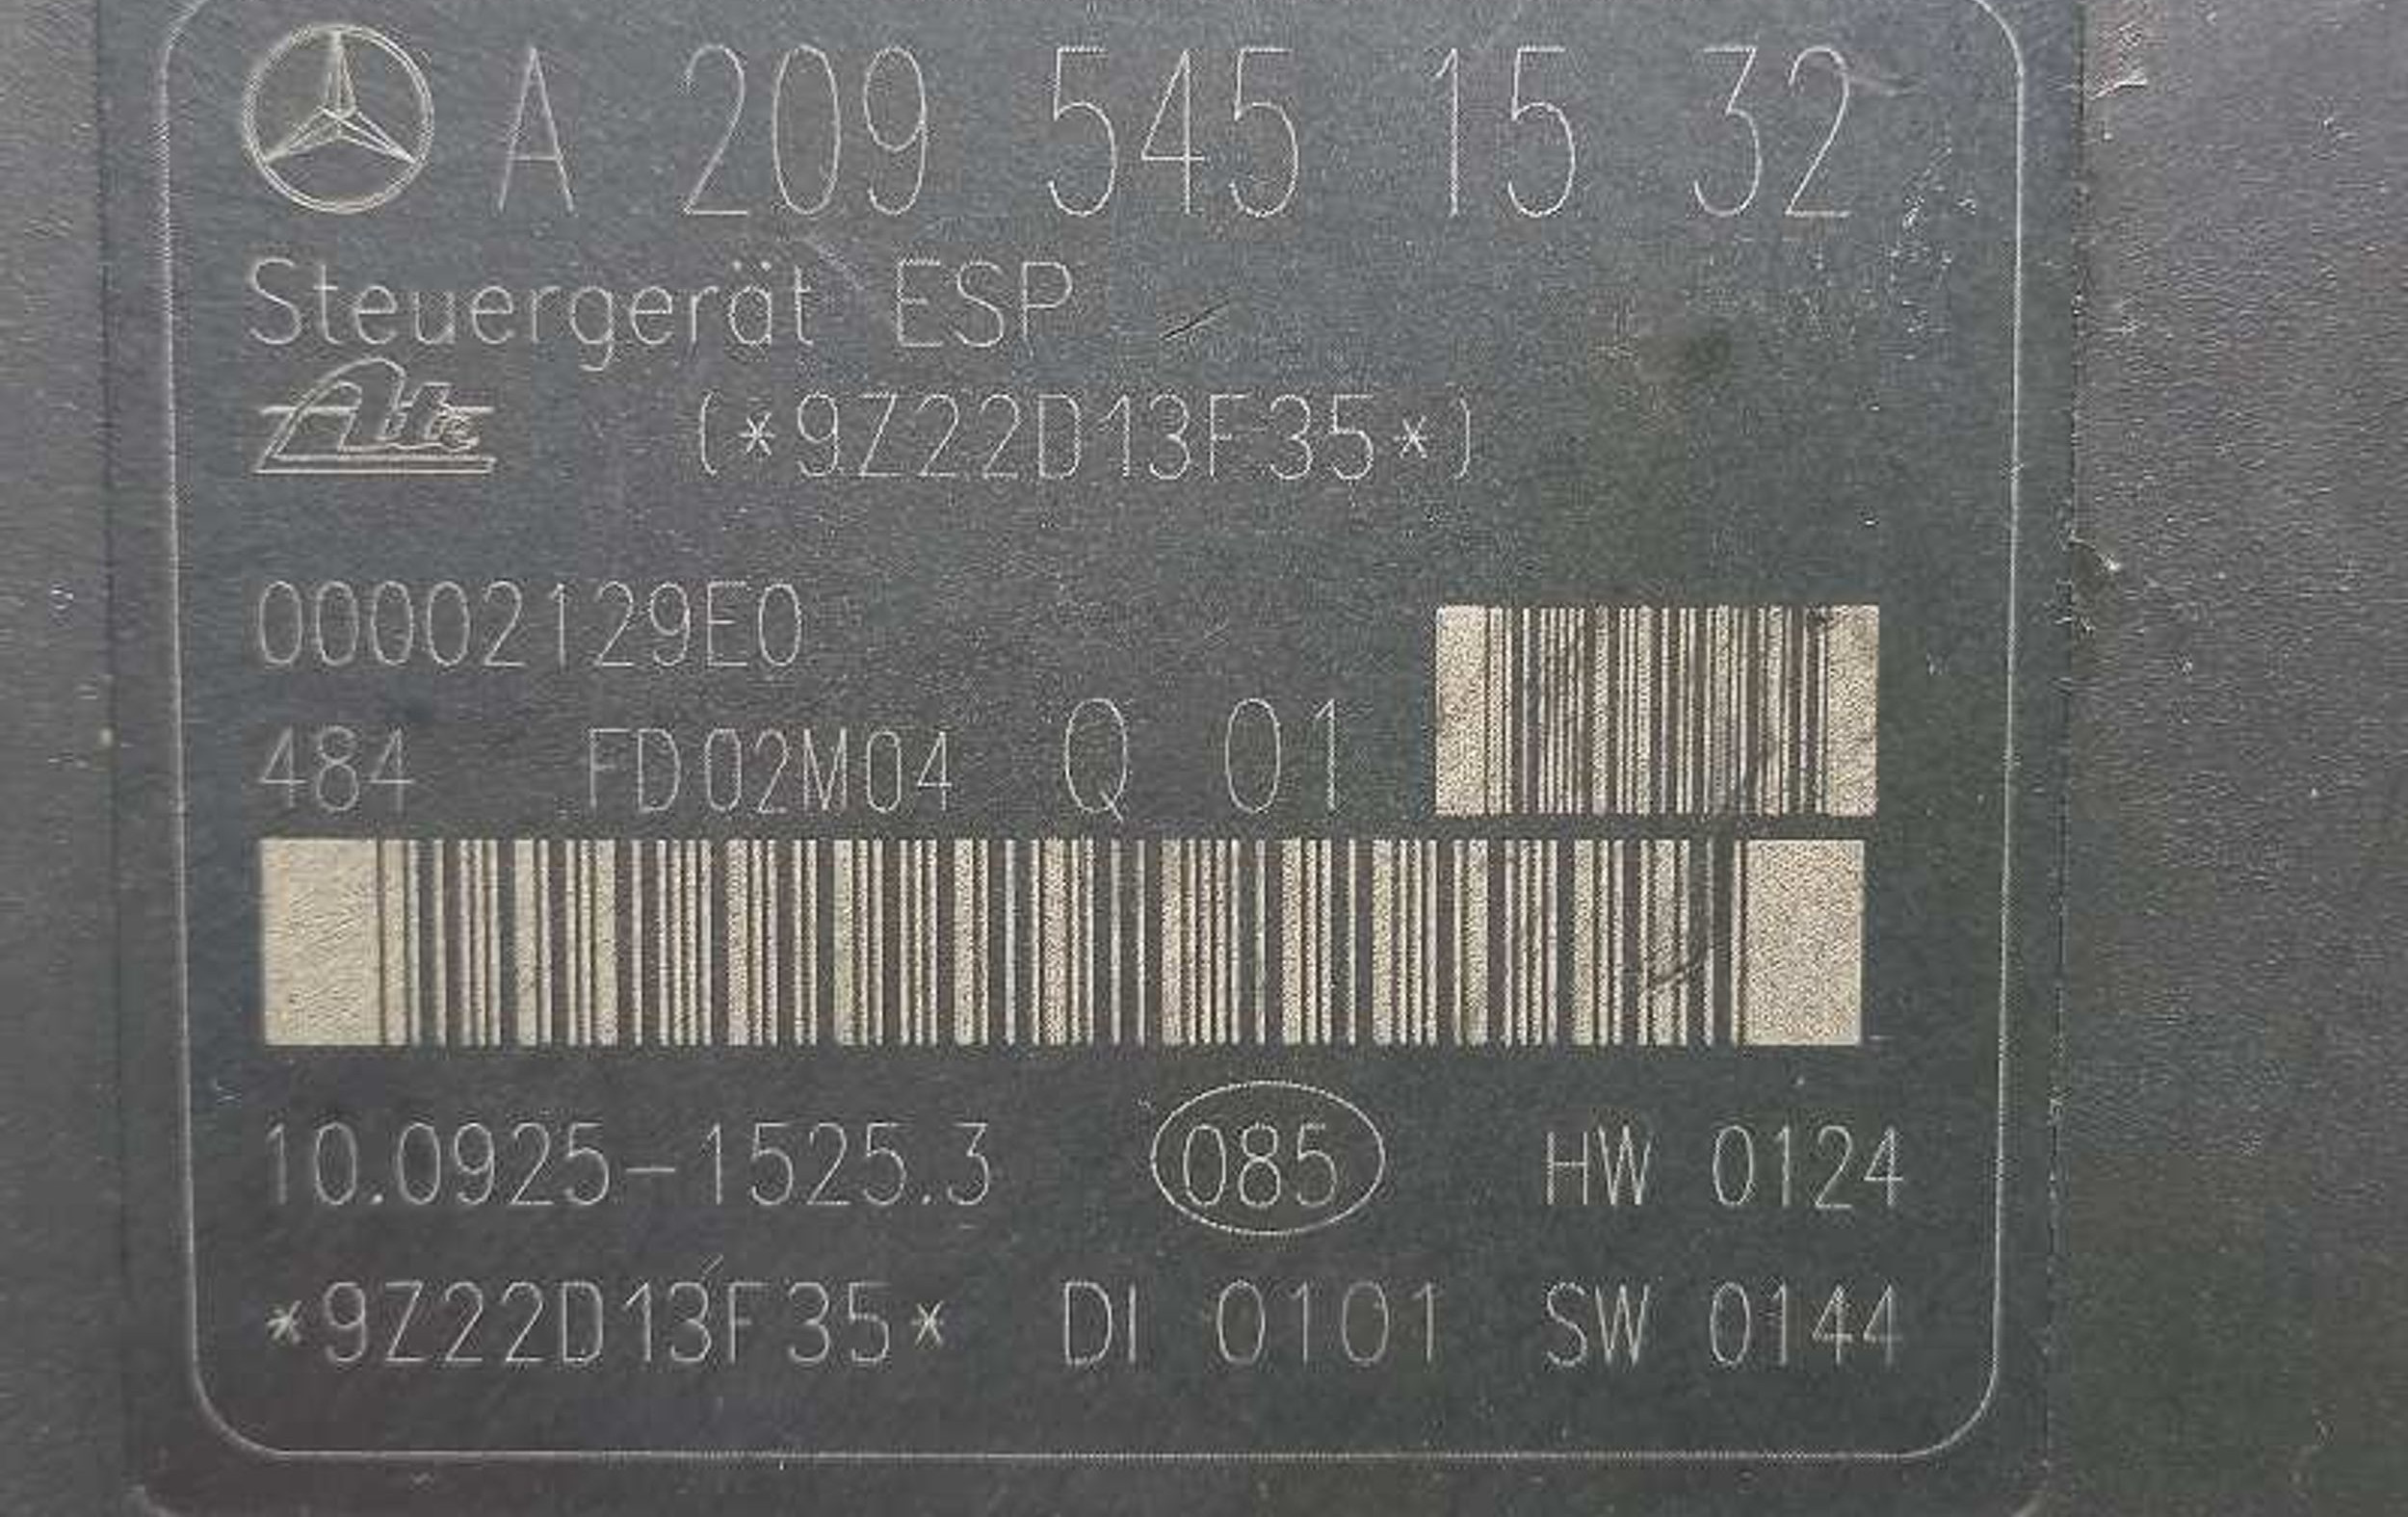 A 209 545 15 32
Steuergerät ESP
Ate (*9Z22D13F35*)
00002129E0
484 FD02M04 Q 01
10.0925-1525.3 085 HW 0124
*9Z22D13F35* DI 0101 SW 0144